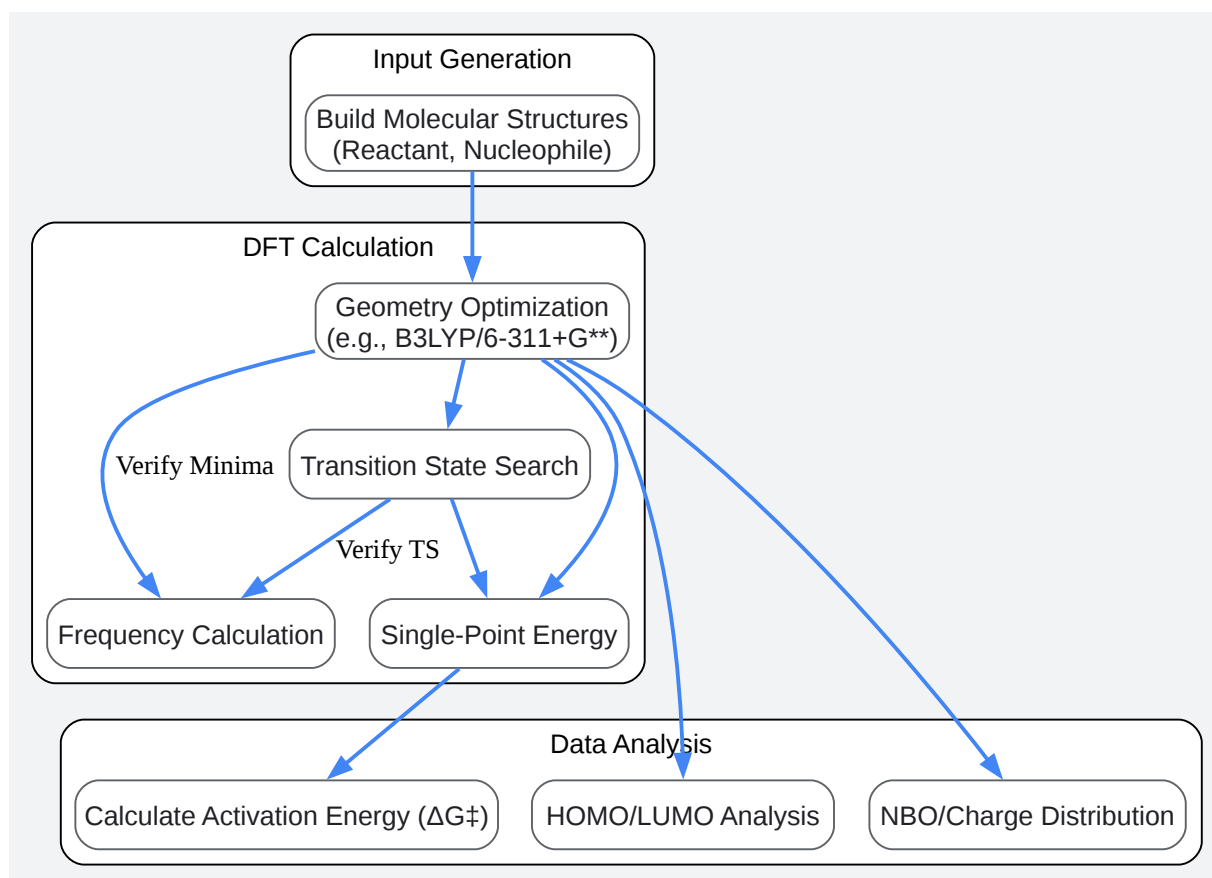 Input Generation
Build Molecular Structures
(Reactant, Nucleophile)
DFT Calculation
Geometry Optimization
(e.g., B3LYP/6-311+G**)
Verify Minima
Transition State Search
Verify TS
Frequency Calculation
Single-Point Energy
Data Analysis
Calculate Activation Energy (ΔG‡)
HOMO/LUMO Analysis
NBO/Charge Distribution